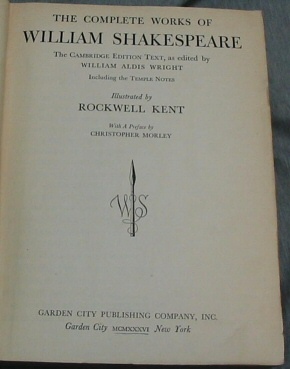 THE COMPLETE WORKS OF
WILLIAM SHAKESPEARE
The CAMBRIDGE EDITION TEXT, as edited by
WILLIAM ALDIS WRIGHT
Including the TEMPLE NOTES
Illustrated by
ROCKWELL KENT
With A Preface by
CHRISTOPHER MORLEY
WS
GARDEN CITY PUBLISHING COMPANY, INC.
Garden City MCMXXXVI New York